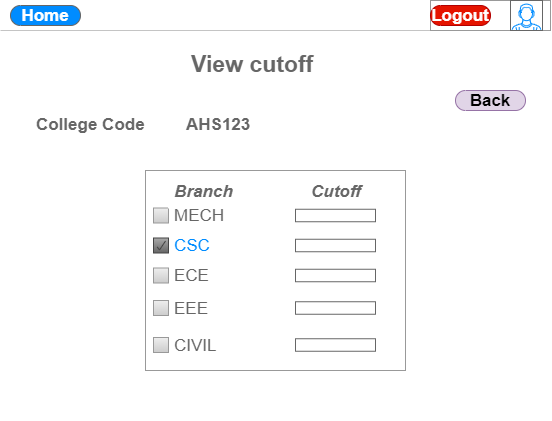 Home Logout
View cutoff
Back
College Code AHS123
Branch Cutoff
MECH
CSC
ECE
EEE
CIVIL